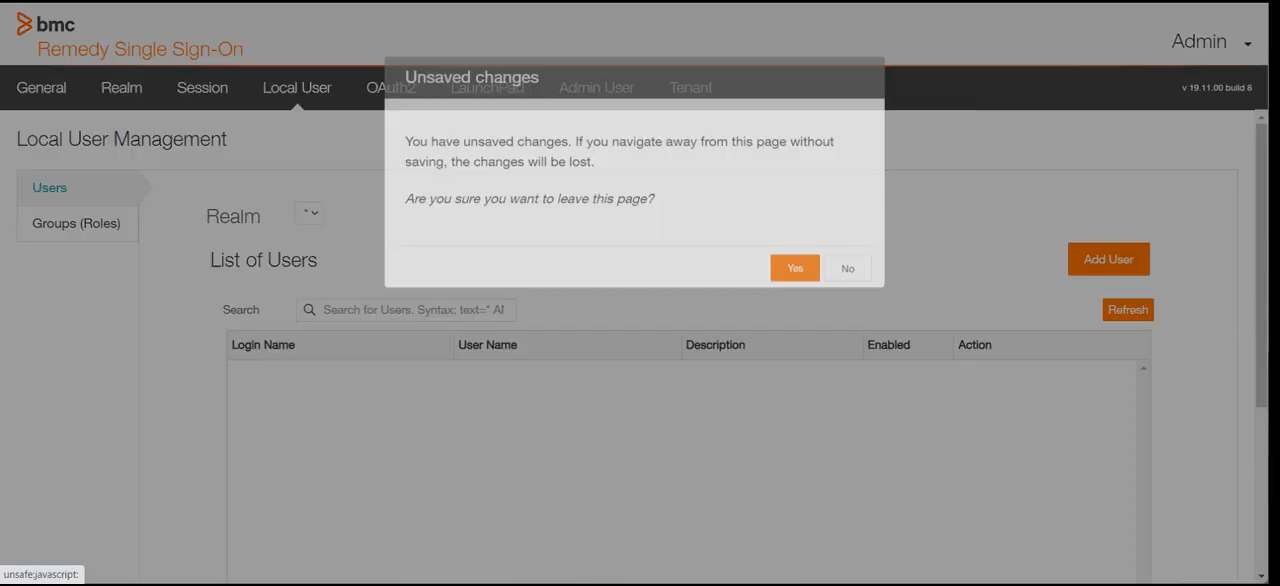 bmc
Remedy Single Sign-On
Admin
Unsaved changes
General Realm Session Local User OAuth2 LaunchPad Admin User Tenant
v 19.11.00 build 8
Local User Management
You have unsaved changes. If you navigate away from this page without
saving, the changes will be lost.
Are you sure you want to leave this page?
Yes No
Users
Groups (Roles)
Realm *
List of Users
Add User
Search
Search for Users. Syntax: text=" AI
Refresh
Login Name User Name Description Enabled Action
unsafe:javascript: